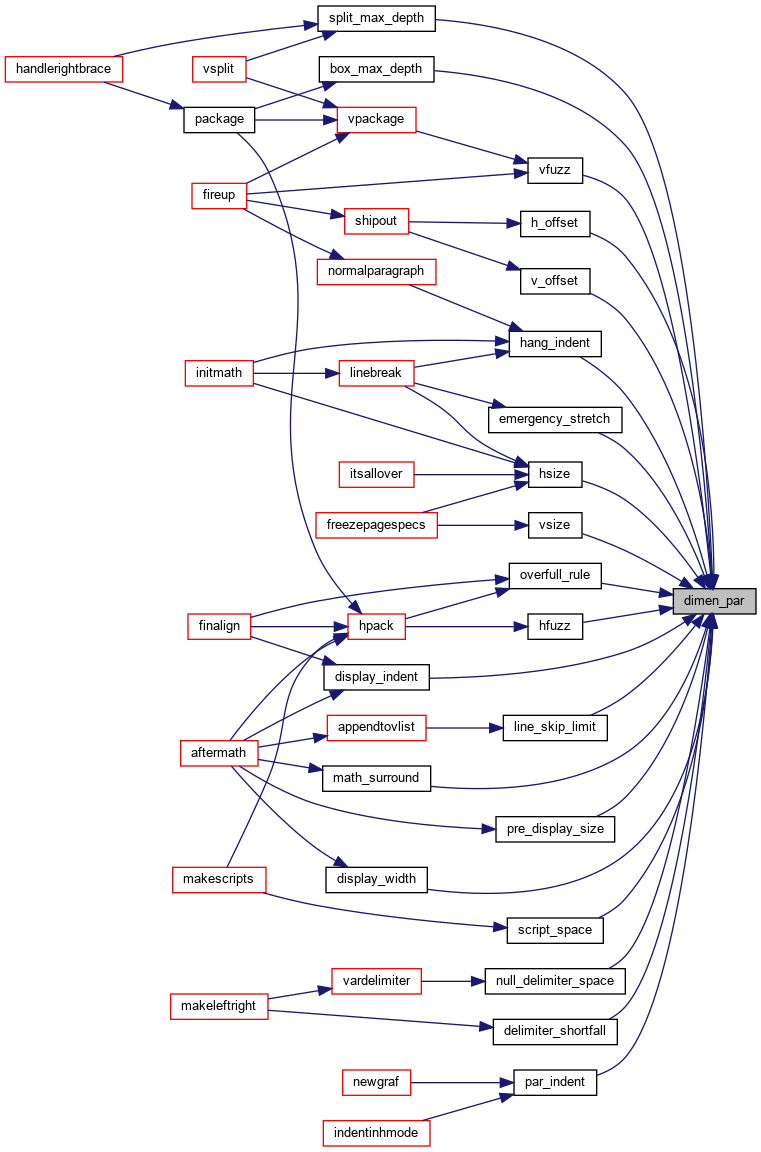 split_max_depth
handlerightbrace
vsplit
box_max_depth
package
vpackage
vfuzz
fireup
shipout
h_offset
normalparagraph
v_offset
hang_indent
initmath
linebreak
emergency_stretch
itsallover
hsize
freezepagespecs
vsize
overfull_rule
dimen_par
finalign
hpack
hfuzz
display_indent
appendtovlist
line_skip_limit
aftermath
math_surround
pre_display_size
makescripts
display_width
script_space
vardelimiter
null_delimiter_space
makeleftright
delimiter_shortfall
newgraf
par_indent
indentinhmode